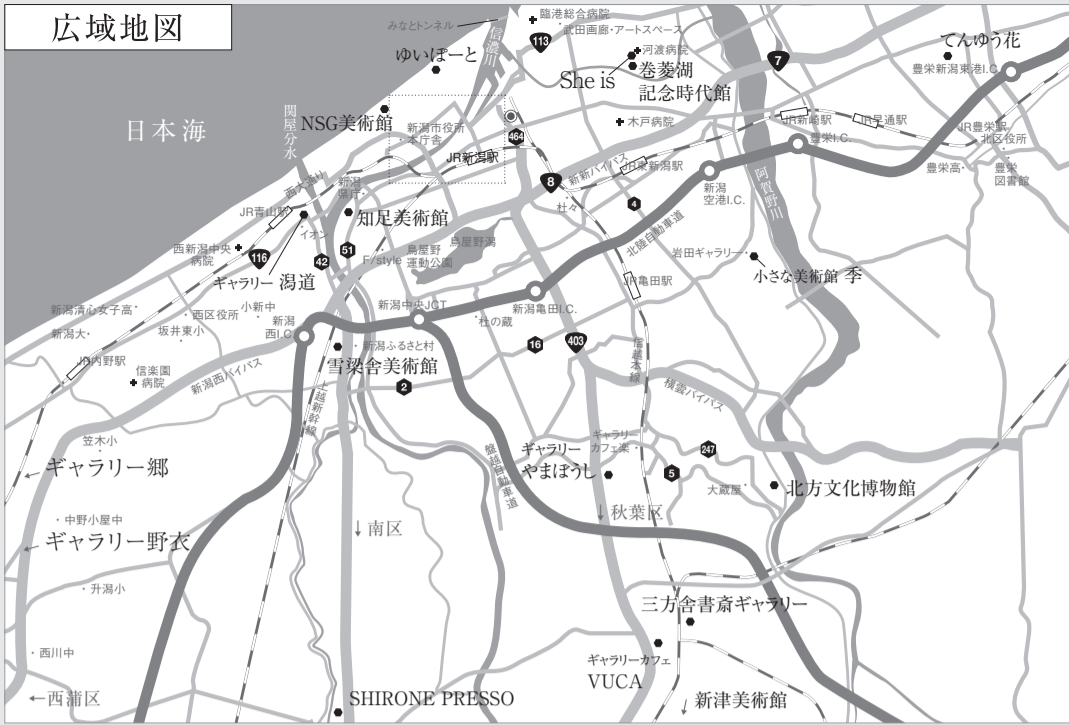 広域地図
日本海
みなとトンネル
信濃川
臨港総合病院
武田画廊・アートスペース
113
ゆいぽーと
河渡病院
She is
巻菱湖
記念時代館
7
てんゆう花
豊栄新潟東港I.C.
関屋分水
NSG美術館
新潟市役所
本庁舎
464
JR新潟駅
木戸病院
JR新崎駅
JR早通駅
豊栄I.C.
JR豊栄駅
北区役所
豊栄高
豊栄
図書館
西大通り
新潟
県庁
8
新新バイパス
JR東新潟駅
新潟
空港I.C.
阿賀野川
JR青山駅
イオン
知足美術館
杜々
4
北陸自動車道
西新潟中央
病院
116
42
51
F/style
鳥屋野
運動公園
鳥屋野潟
岩田ギャラリー
小さな美術館 季
ギャラリー 潟道
JR亀田駅
新潟清心女子高
西区役所
小新中
新潟
西I.C.
新潟中央JCT
新潟亀田I.C.
新潟大
坂井東小
杜の蔵
16
403
信越本線
JR内野駅
信楽園
病院
新潟西バイパス
新潟ふるさと村
雪梁舎美術館
2
上越新幹線
積雲バイパス
笠木小
ギャラリー郷
磐越自動車道
ギャラリー
やまぼうし
ギャラリー
カフェ楽
247
5
大蔵屋
北方文化博物館
中野小屋中
ギャラリー野衣
↓南区
↓秋葉区
升潟小
三方舎書斎ギャラリー
西川中
ギャラリーカフェ
VUCA
←西蒲区
SHIRONE PRESSO
新津美術館